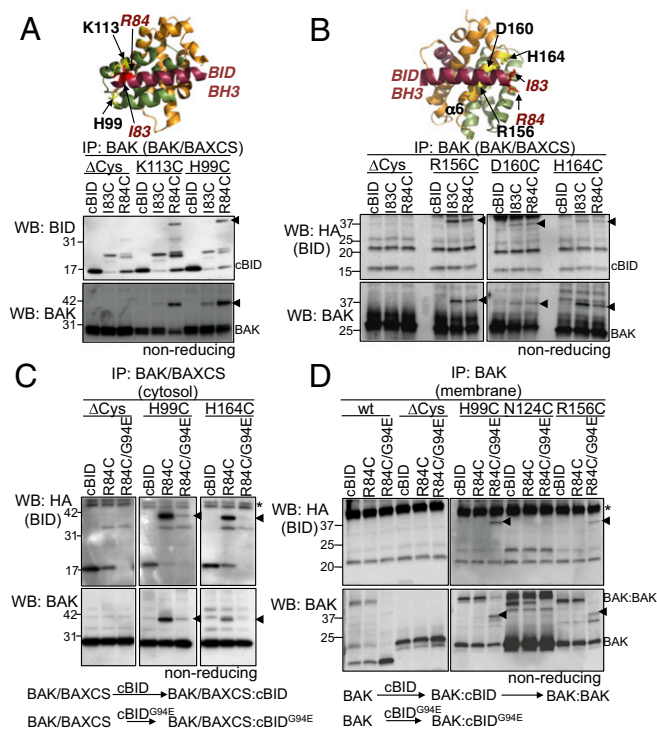 A
R84
K113
BID
BH3
H99
I83
IP: BAK (BAK/BAXCS)
ΔCys K113C H99C
cBID I83C R84C cBID I83C R84C cBID I83C R84C
WB: BID
31
17
cBID
WB: BAK
42
31
BAK
non-reducing
B
D160
H164
BID
BH3
I83
α6
R84
R156
IP: BAK (BAK/BAXCS)
ΔCys R156C D160C H164C
cBID I83C R84C cBID I83C R84C cBID I83C R84C cBID I83C R84C
WB: HA
(BID)
37
25
20
15
cBID
WB: BAK
37
25
BAK
non-reducing
C
IP: BAK/BAXCS
(cytosol)
ΔCys H99C H164C
cBID R84C R84C/G94E cBID R84C R84C/G94E cBID R84C R84C/G94E
WB: HA
(BID)
42
31
17
*
WB: BAK
42
31
non-reducing
BAK/BAXCS cBID BAK/BAXCS:cBID
BAK/BAXCS cBIDG94E BAK/BAXCS:cBIDG94E
D
IP: BAK
(membrane)
wt ΔCys H99C N124C R156C
cBID R84C R84C/G94E cBID R84C R84C/G94E cBID R84C R84C/G94E cBID R84C R84C/G94E cBID R84C R84C/G94E
WB: HA
(BID)
37
25
20
*
WB: BAK
37
25
BAK:BAK
BAK
non-reducing
BAK cBID BAK:cBID BAK:BAK
BAK cBIDG94E BAK:cBIDG94E